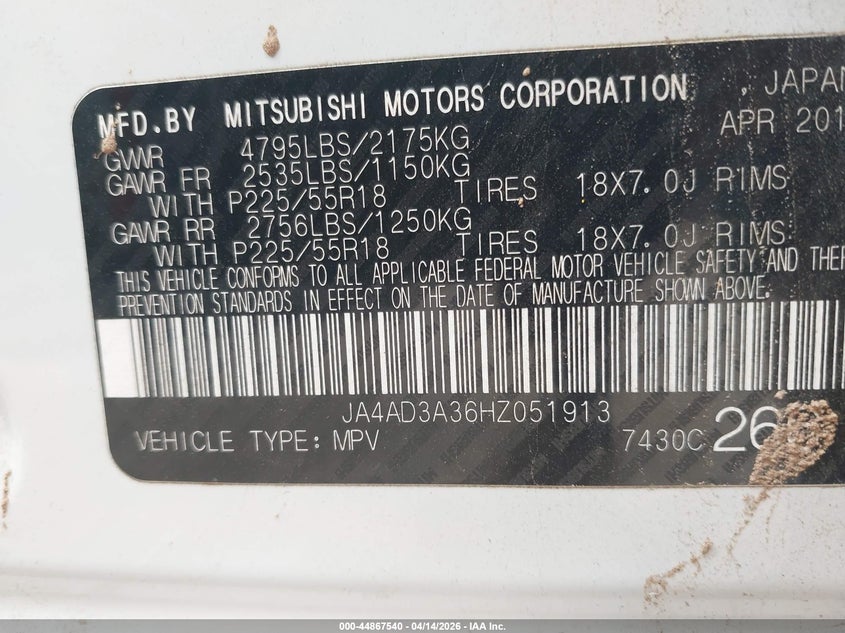 MFD.BY MITSUBISHI MOTORS CORPORATION , JAPAN
APR 201
GVWR 4795LBS/2175KG
GAWR FR 2535LBS/1150KG
WITH P225/55R18 TIRES 18X7.0J RIMS
GAWR RR 2756LBS/1250KG
WITH P225/55R18 TIRES 18X7.0J RIMS
THIS VEHICLE CONFORMS TO ALL APPLICABLE FEDERAL MOTOR VEHICLE SAFETY AND THEF
PREVENTION STANDARDS IN EFFECT ON THE DATE OF MANUFACTURE SHOWN ABOVE.
JA4AD3A36HZ051913
VEHICLE TYPE: MPV 7430C 26
000-44867540 - 04/14/2026 - IAA Inc.